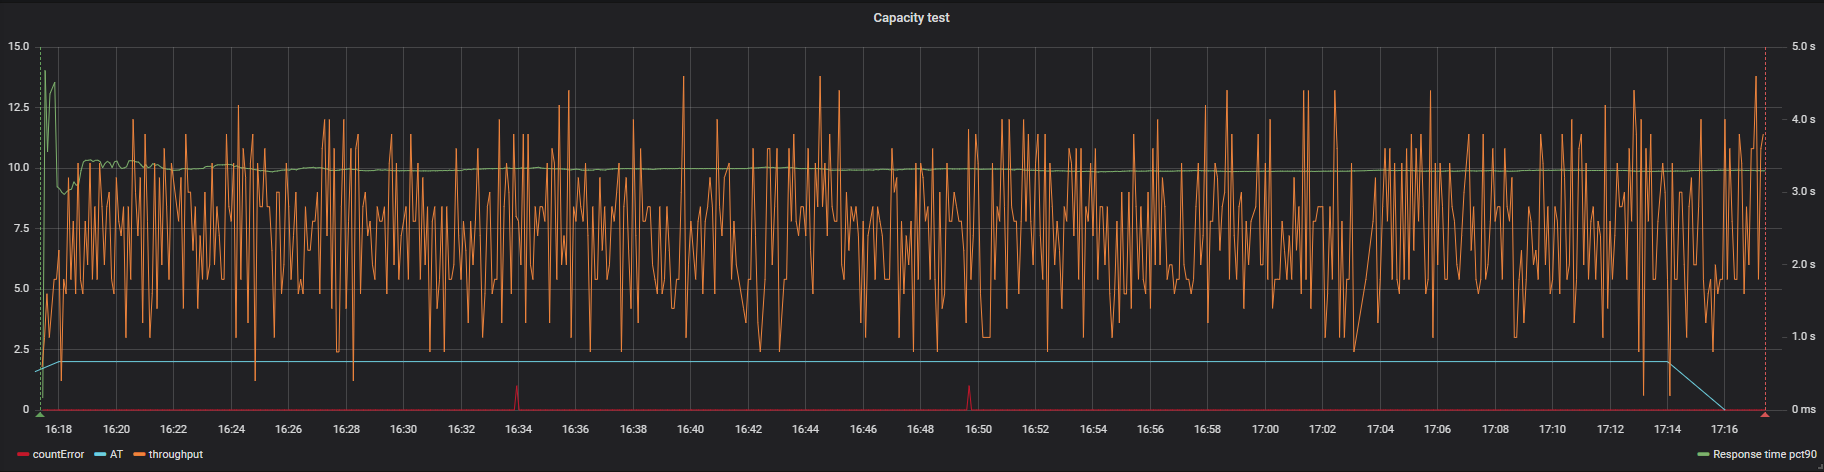 Capacity test
15.0
12.5
10.0
7.5
5.0
2.5
0
5.0 s
4.0 s
3.0 s
2.0 s
1.0 s
0 ms
16:18 16:20 16:22 16:24 16:26 16:28 16:30 16:32 16:34 16:36 16:38 16:40 16:42 16:44 16:46 16:48 16:50 16:52 16:54 16:56 16:58 17:00 17:02 17:04 17:06 17:08 17:10 17:12 17:14 17:16
countError AT throughput Response time pct90